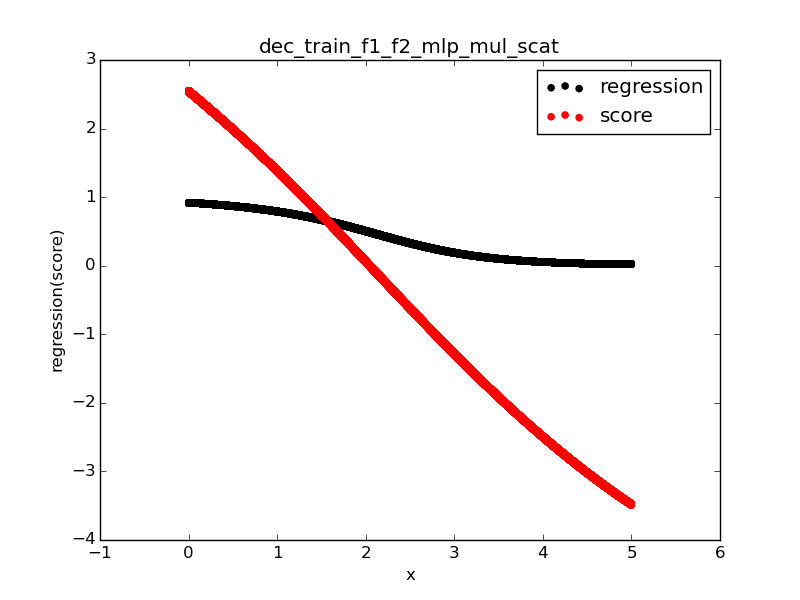 dec_train_f1_f2_mlp_mul_scat
regression
score
regression(score)
3
2
1
0
−1
−2
−3
−4
−1 0 1 2 3 4 5 6
x